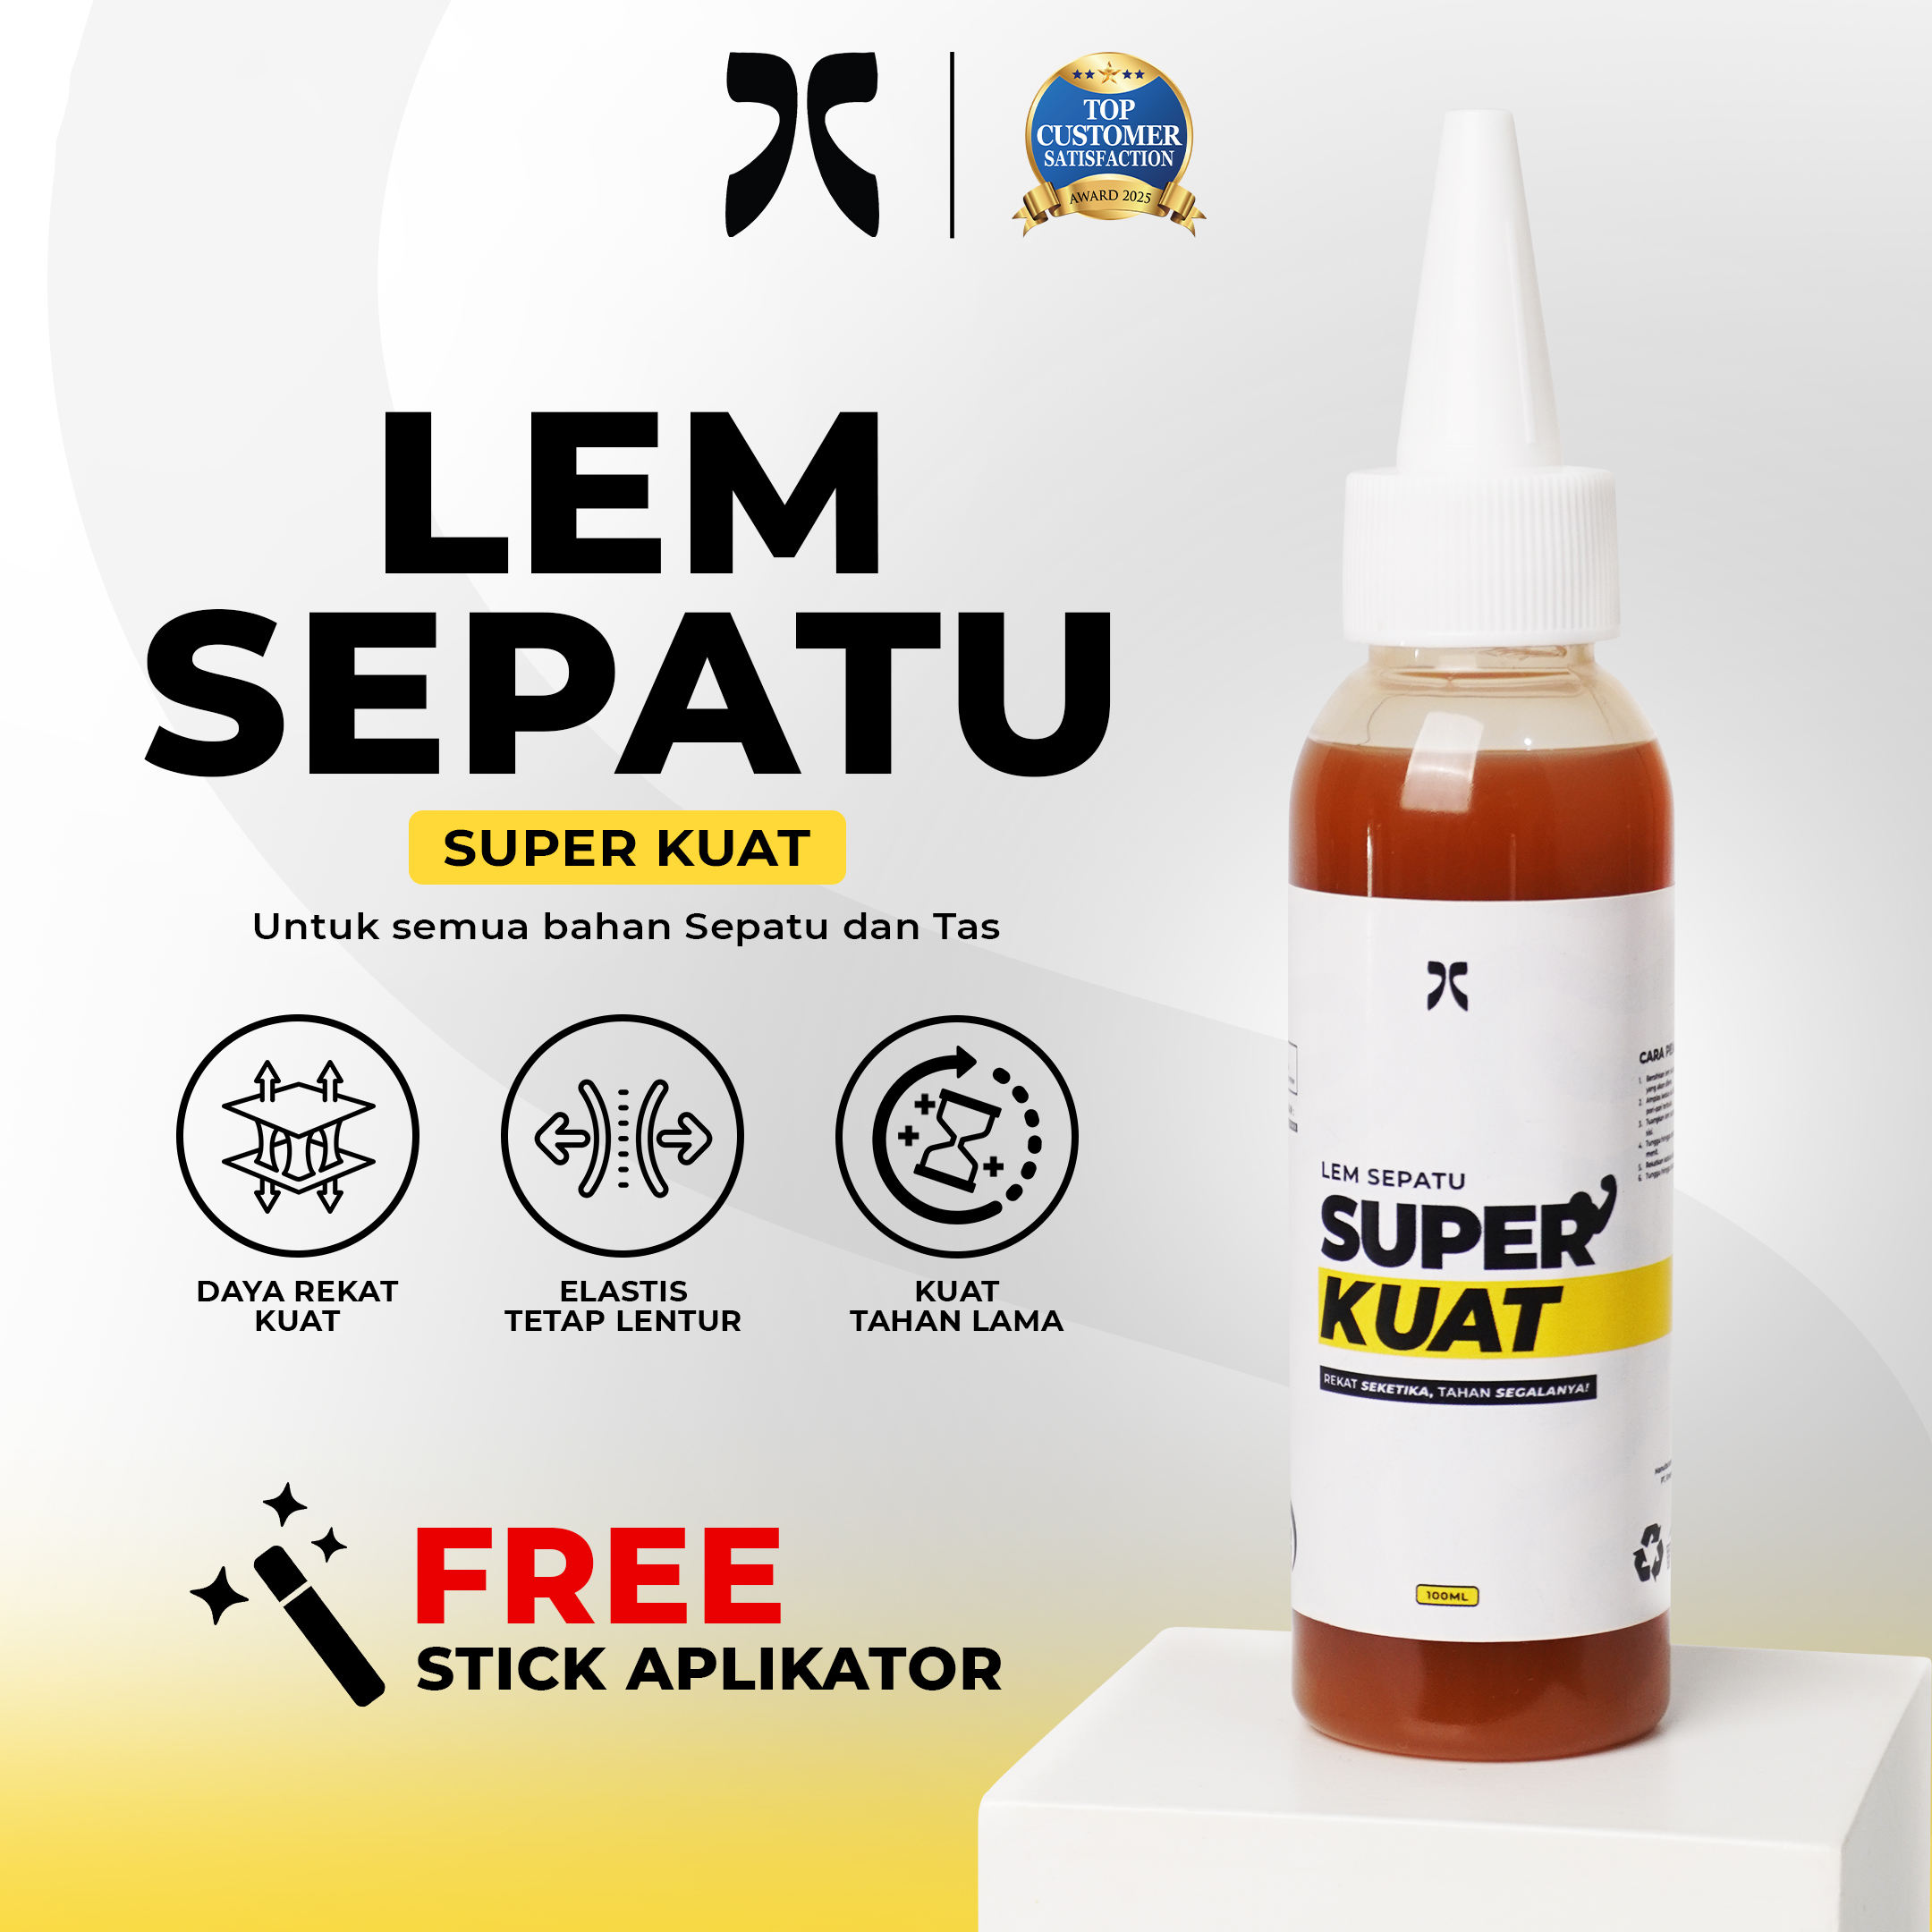 TOP
CUSTOMER
SATISFACTION
AWARD 2025
LEM
SEPATU
SUPER KUAT
Untuk semua bahan Sepatu dan Tas
DAYA REKAT
KUAT
ELASTIS
TETAP LENTUR
KUAT
TAHAN LAMA
FREE
STICK APLIKATOR
LEM SEPATU
SUPER
KUAT
REKAT SEKETIKA, TAHAN SEGALANYA!
100ML
CARA